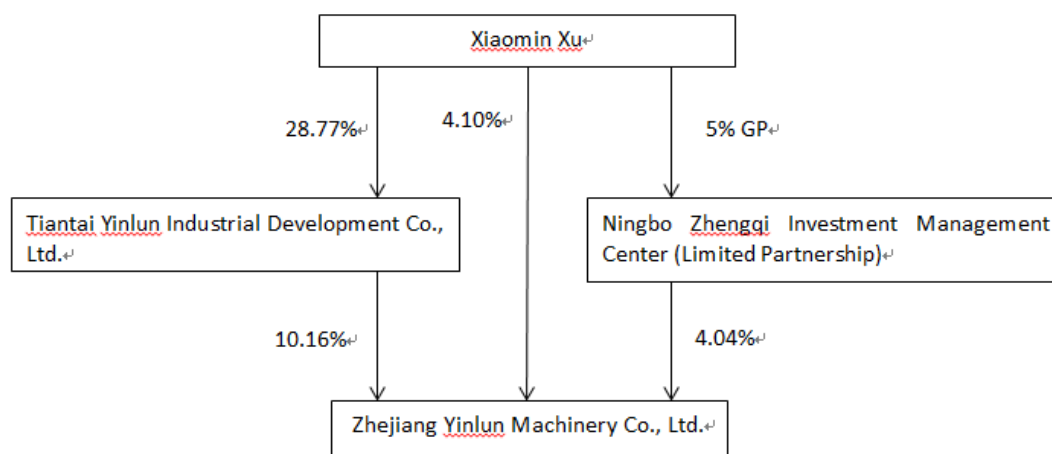 Xiaomin Xu
28.77%
4.10%
5% GP
Tiantai Yinlun Industrial Development Co.,
Ltd.
Ningbo Zhengqi Investment Management
Center (Limited Partnership)
10.16%
4.04%
Zhejiang Yinlun Machinery Co., Ltd.